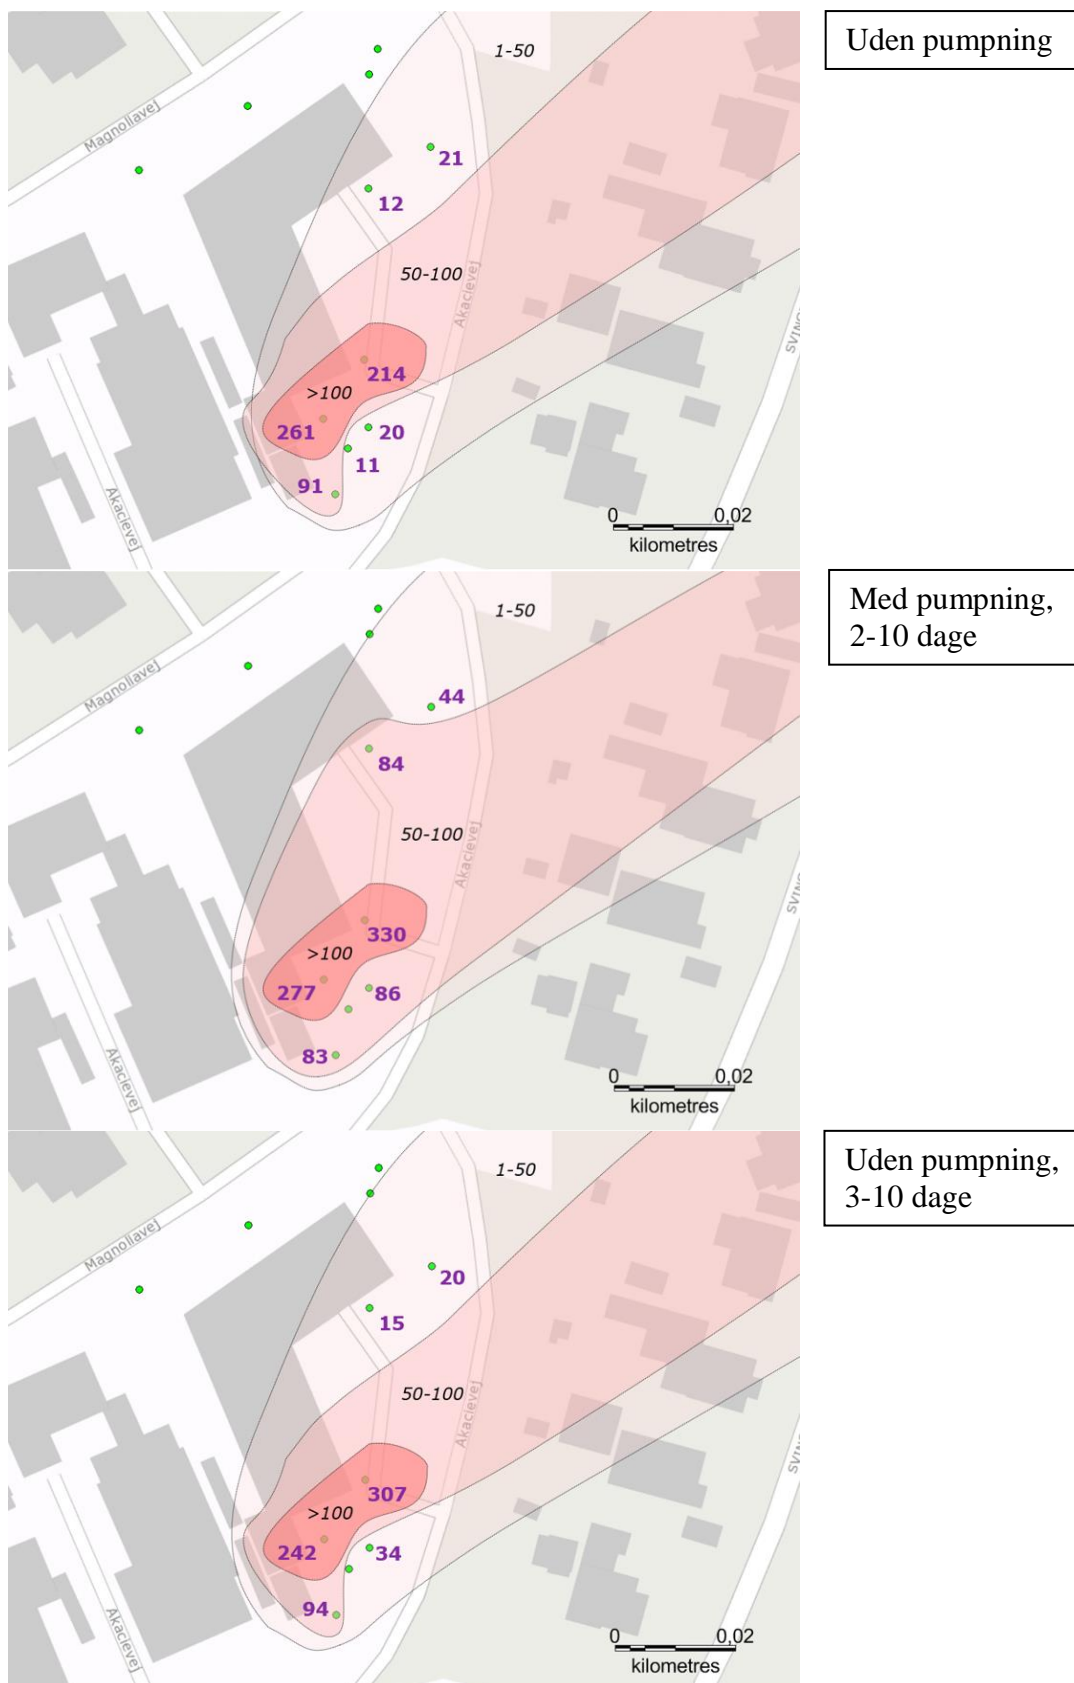 Uden pumpning
1-50
Magnoliavej
21
12
50-100
Akacievej
214
>100
261
20
11
91
Akacievej
SVING
0 0,02
kilometres
Med pumpning,
2-10 dage
1-50
Magnoliavej
44
84
50-100
Akacievej
330
>100
277
86
83
Akacievej
SVING
0 0,02
kilometres
Uden pumpning,
3-10 dage
1-50
Magnoliavej
20
15
50-100
Akacievej
307
>100
242
34
94
Akacievej
0 0,02
kilometres